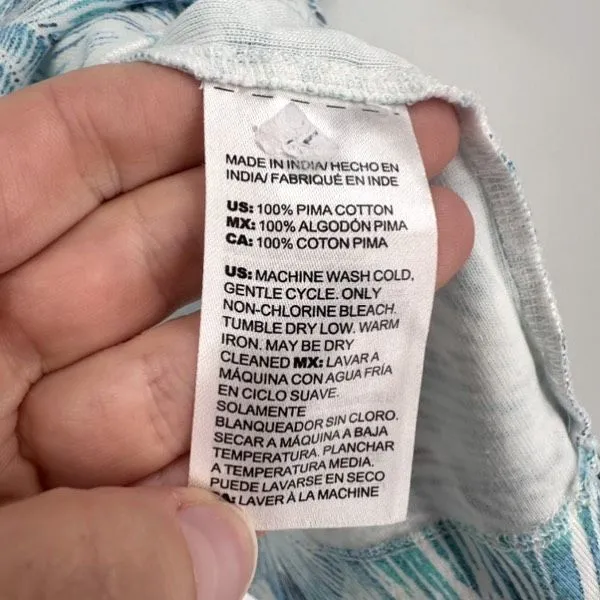 MADE IN INDIA/ HECHO EN
INDIA/ FABRIQUÉ EN INDE
US: 100% PIMA COTTON
MX: 100% ALGODÓN PIMA
CA: 100% COTON PIMA
US: MACHINE WASH COLD,
GENTLE CYCLE. ONLY
NON-CHLORINE BLEACH.
TUMBLE DRY LOW. WARM
IRON. MAY BE DRY
CLEANED MX: LAVAR A
MÁQUINA CON AGUA FRÍA
EN CICLO SUAVE.
SOLAMENTE
BLANQUEADOR SIN CLORO.
SECAR A MÁQUINA A BAJA
TEMPERATURA. PLANCHAR
A TEMPERATURA MEDIA.
PUEDE LAVARSE EN SECO
CA: LAVER À LA MACHINE